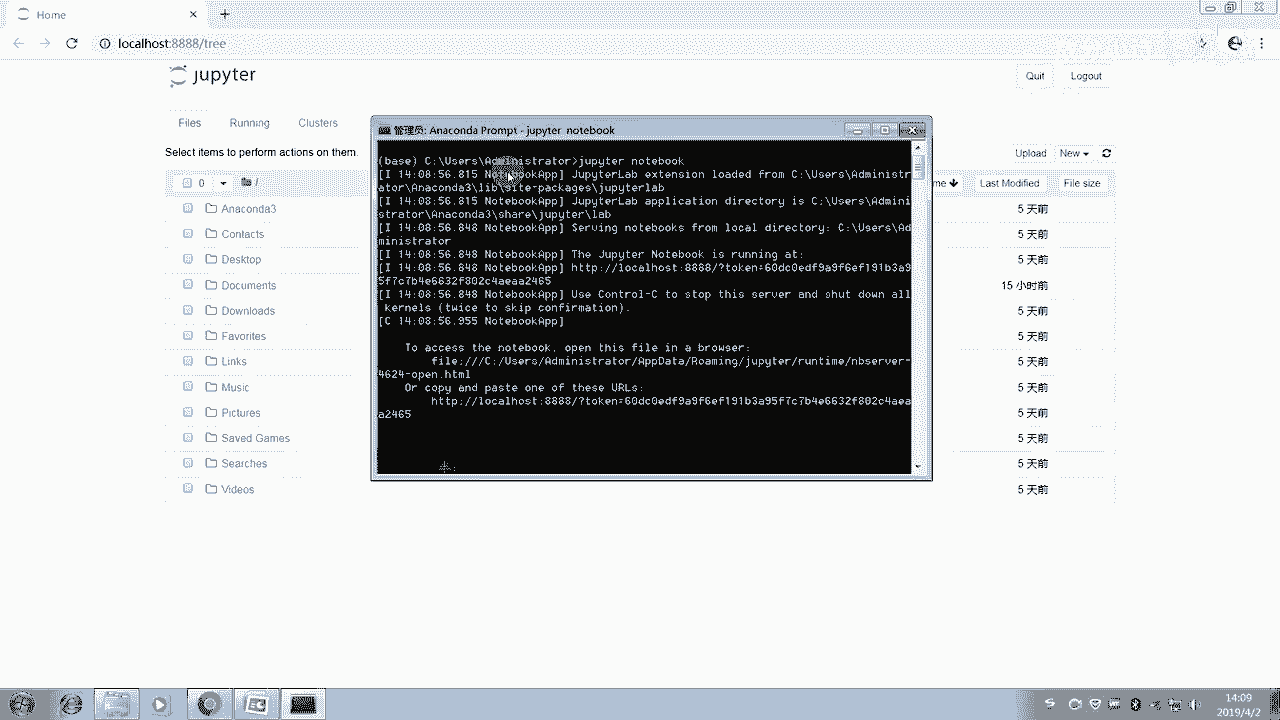 Home
localhost:8888/tree
jupyter
Quit
Logout
Files
Running
Clusters
Select items to perform actions on them
Upload
New
0
/
me
Last Modified
File size
Anaconda3
5 天前
Contacts
5 天前
Desktop
5 天前
Documents
15 小时前
Downloads
5 天前
Favorites
5 天前
Links
5 天前
Music
5 天前
Pictures
5 天前
Saved Games
5 天前
Searches
5 天前
Videos
5 天前
管理员: Anaconda Prompt - jupyter notebook
(base) C:\Users\Administrator>jupyter notebook
[I 14:08:56.815 NotebookApp] JupyterLab extension loaded from C:\Users\Administr
ator\Anaconda3\lib\site-packages\jupyterlab
[I 14:08:56.815 NotebookApp] JupyterLab application directory is C:\Users\Admini
strator\Anaconda3\share\jupyter\lab
[I 14:08:56.848 NotebookApp] Serving notebooks from local directory: C:\Users\Ad
ministrator
[I 14:08:56.848 NotebookApp] The Jupyter Notebook is running at:
[I 14:08:56.848 NotebookApp] http://localhost:8888/?token=60dc0edf9a9f6ef191b3a9
5f7c7b4e6632f802c4aeaa2465
[I 14:08:56.848 NotebookApp] Use Control-C to stop this server and shut down all
kernels (twice to skip confirmation).
[C 14:08:56.955 NotebookApp]
To access the notebook, open this file in a browser:
file:///C:/Users/Administrator/AppData/Roaming/jupyter/runtime/nbserver-
4624-open.html
Or copy and paste one of these URLs:
http://localhost:8888/?token=60dc0edf9a9f6ef191b3a95f7c7b4e6632f802c4aea
a2465
14:09
2019/4/2